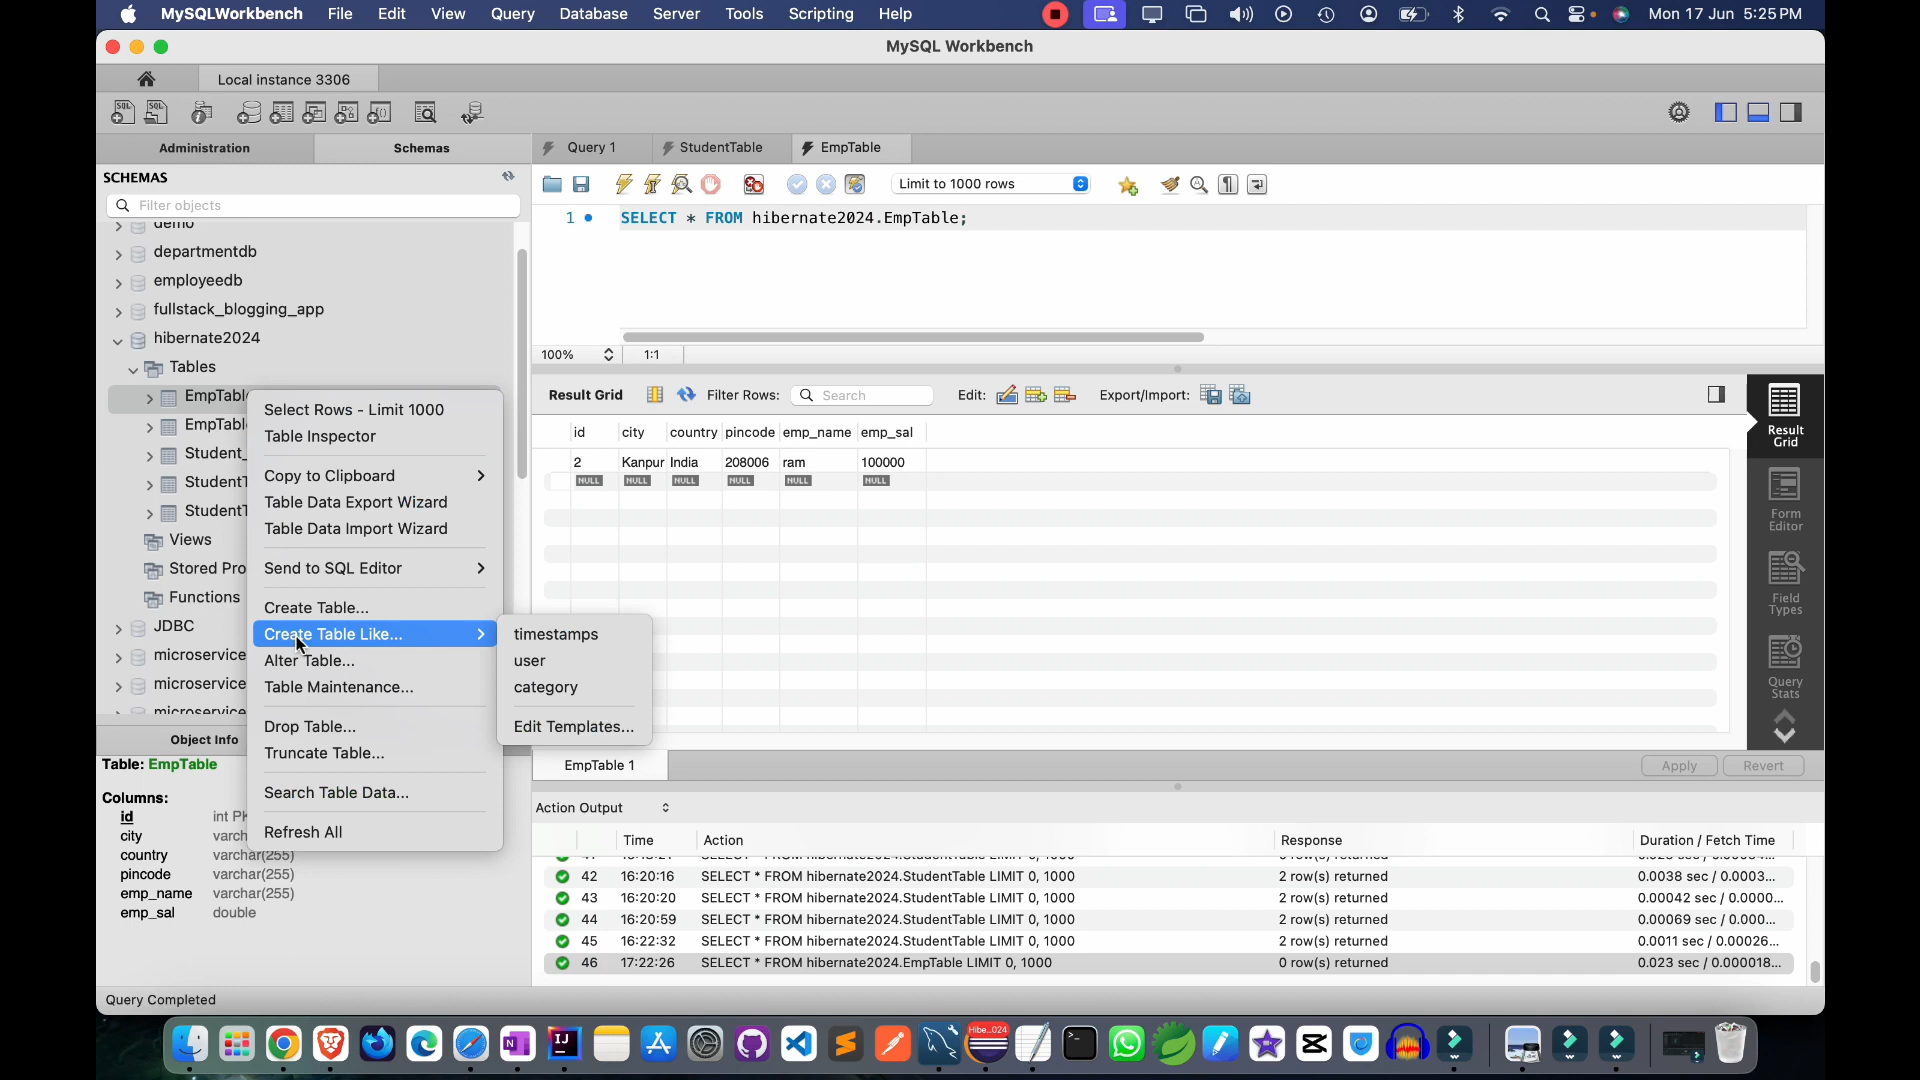 MySQLWorkbench File Edit View Query Database Server Tools Scripting Help Mon 17 Jun 5:25 PM
MySQL Workbench
Local instance 3306
Administration Schemas Query 1 StudentTable EmpTable
SCHEMAS
Filter objects
Limit to 1000 rows
1 SELECT * FROM hibernate2024.EmpTable;
demo
departmentdb
employeedb
fullstack_blogging_app
hibernate2024
Tables
EmpTable
EmpTabl
Student_
StudentT
StudentT
Views
Stored Pro
Functions
JDBC
microservice
microservice
microservice
100% 1:1
Select Rows - Limit 1000
Table Inspector
Copy to Clipboard
Table Data Export Wizard
Table Data Import Wizard
Send to SQL Editor
Create Table...
Create Table Like...
Alter Table...
Table Maintenance...
Drop Table...
Truncate Table...
Search Table Data...
Refresh All
timestamps
user
category
Edit Templates...
Result Grid Filter Rows: Search Edit: Export/Import:
id city country pincode emp_name emp_sal
2 Kanpur India 208006 ram 100000
NULL NULL NULL NULL NULL NULL
Result Grid
Form Editor
Field Types
Query Stats
Object Info
Table: EmpTable
Columns:
id int PK
city varch
country varchar(255)
pincode varchar(255)
emp_name varchar(255)
emp_sal double
EmpTable 1 Apply Revert
Action Output
Time Action Response Duration / Fetch Time
42 16:20:16 SELECT * FROM hibernate2024.StudentTable LIMIT 0, 1000 2 row(s) returned 0.0038 sec / 0.0003...
43 16:20:20 SELECT * FROM hibernate2024.StudentTable LIMIT 0, 1000 2 row(s) returned 0.00042 sec / 0.0000...
44 16:20:59 SELECT * FROM hibernate2024.StudentTable LIMIT 0, 1000 2 row(s) returned 0.00069 sec / 0.000...
45 16:22:32 SELECT * FROM hibernate2024.StudentTable LIMIT 0, 1000 2 row(s) returned 0.0011 sec / 0.00026...
46 17:22:26 SELECT * FROM hibernate2024.EmpTable LIMIT 0, 1000 0 row(s) returned 0.023 sec / 0.000018...
Query Completed
Hibe...024